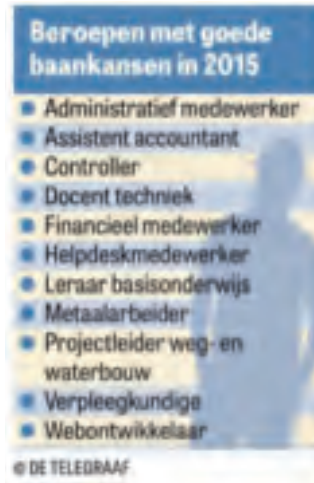 Beroepen met goede
baankansen in 2015
Administratief medewerker
Assistent accountant
Controller
Docent techniek
Financieel medewerker
Helpdeskmedewerker
Leraar basisonderwijs
Metaalarbeider
Projectleider weg- en
waterbouw
Verpleegkundige
Webontwikkelaar
© DE TELEGRAAF